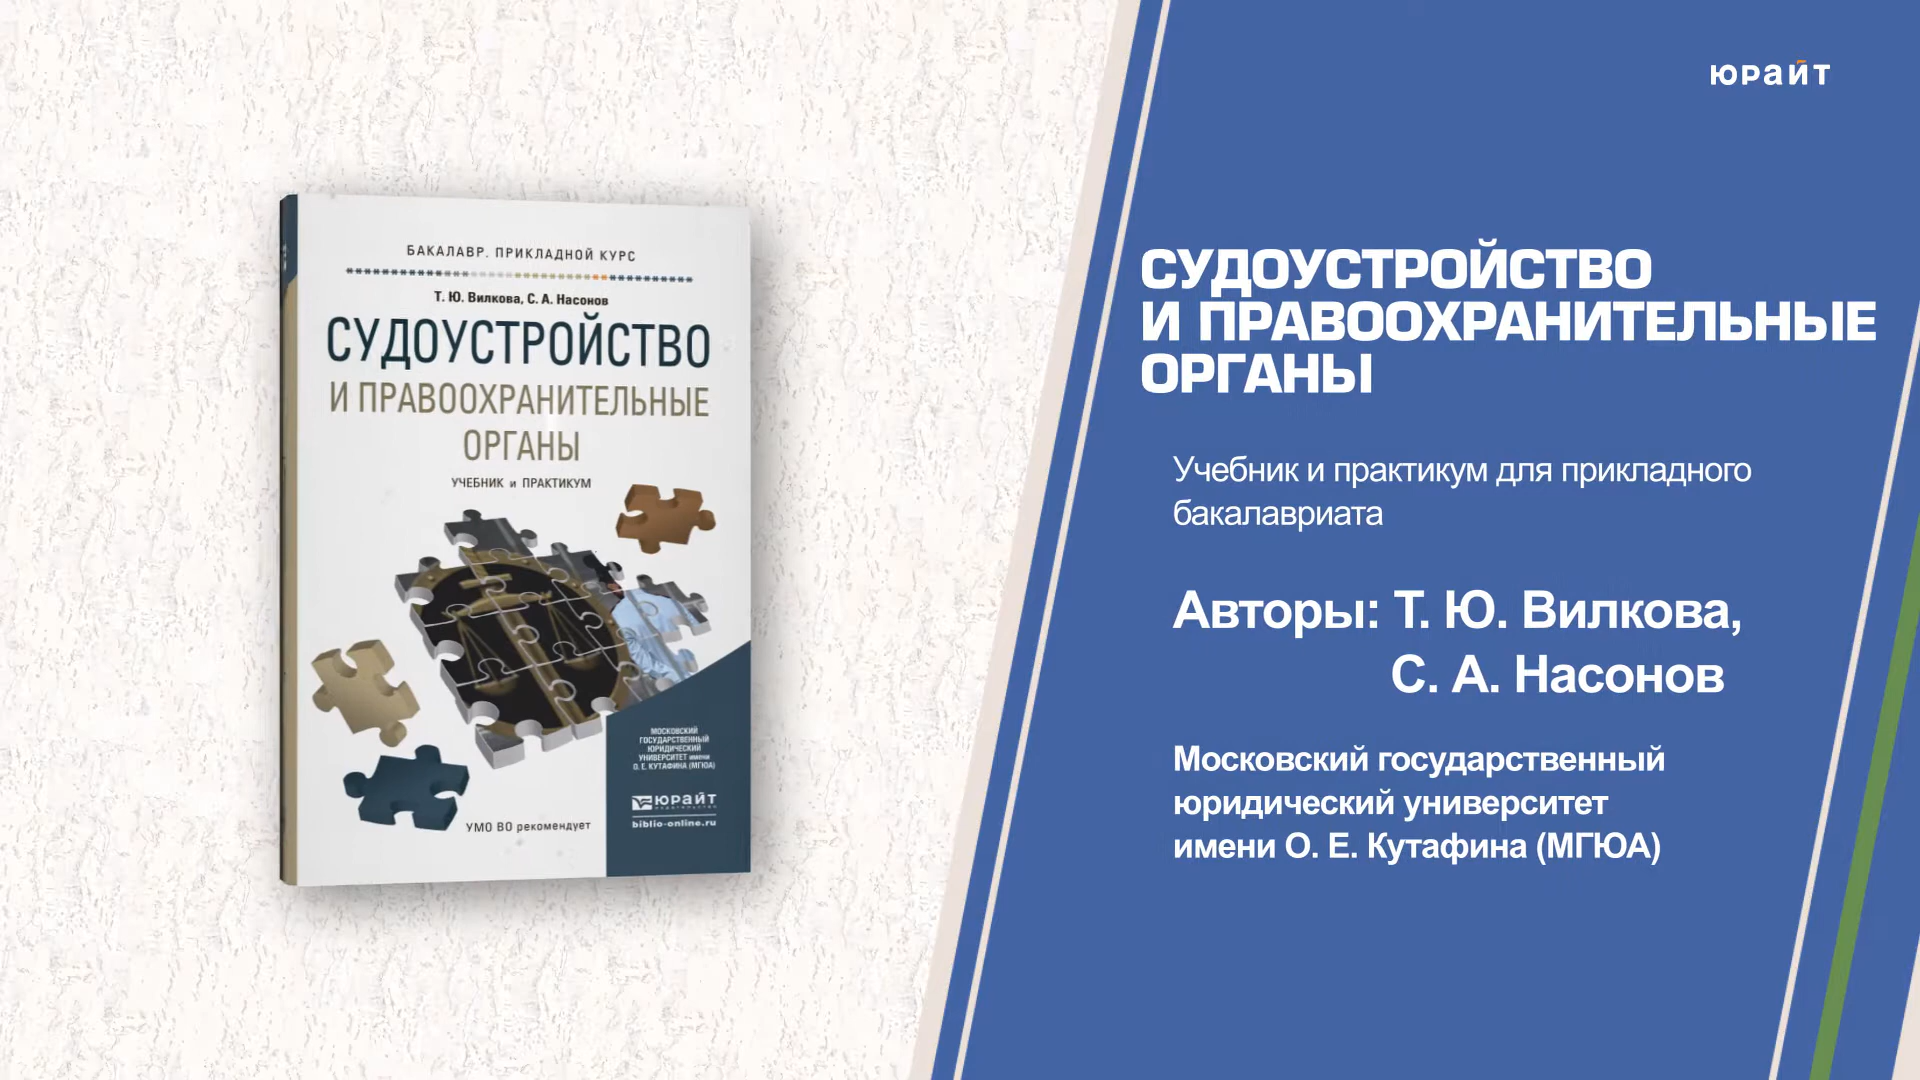 БАКАЛАВР. ПРИКЛАДНОЙ КУРС
Т. Ю. Вилкова, С. А. Насонов
СУДОУСТРОЙСТВО
И ПРАВООХРАНИТЕЛЬНЫЕ
ОРГАНЫ
УЧЕБНИК и ПРАКТИКУМ
МОСКОВСКИЙ
ГОСУДАРСТВЕННЫЙ
ЮРИДИЧЕСКИЙ
УНИВЕРСИТЕТ имени
О. Е. КУТАФИНА (МГЮА)
юрайт
издательство
biblio-online.ru
УМО ВО рекомендует
юрайт
СУДОУСТРОЙСТВО
И ПРАВООХРАНИТЕЛЬНЫЕ
ОРГАНЫ
Учебник и практикум для прикладного
бакалавриата
Авторы: Т. Ю. Вилкова,
С. А. Насонов
Московский государственный
юридический университет
имени О. Е. Кутафина (МГЮА)